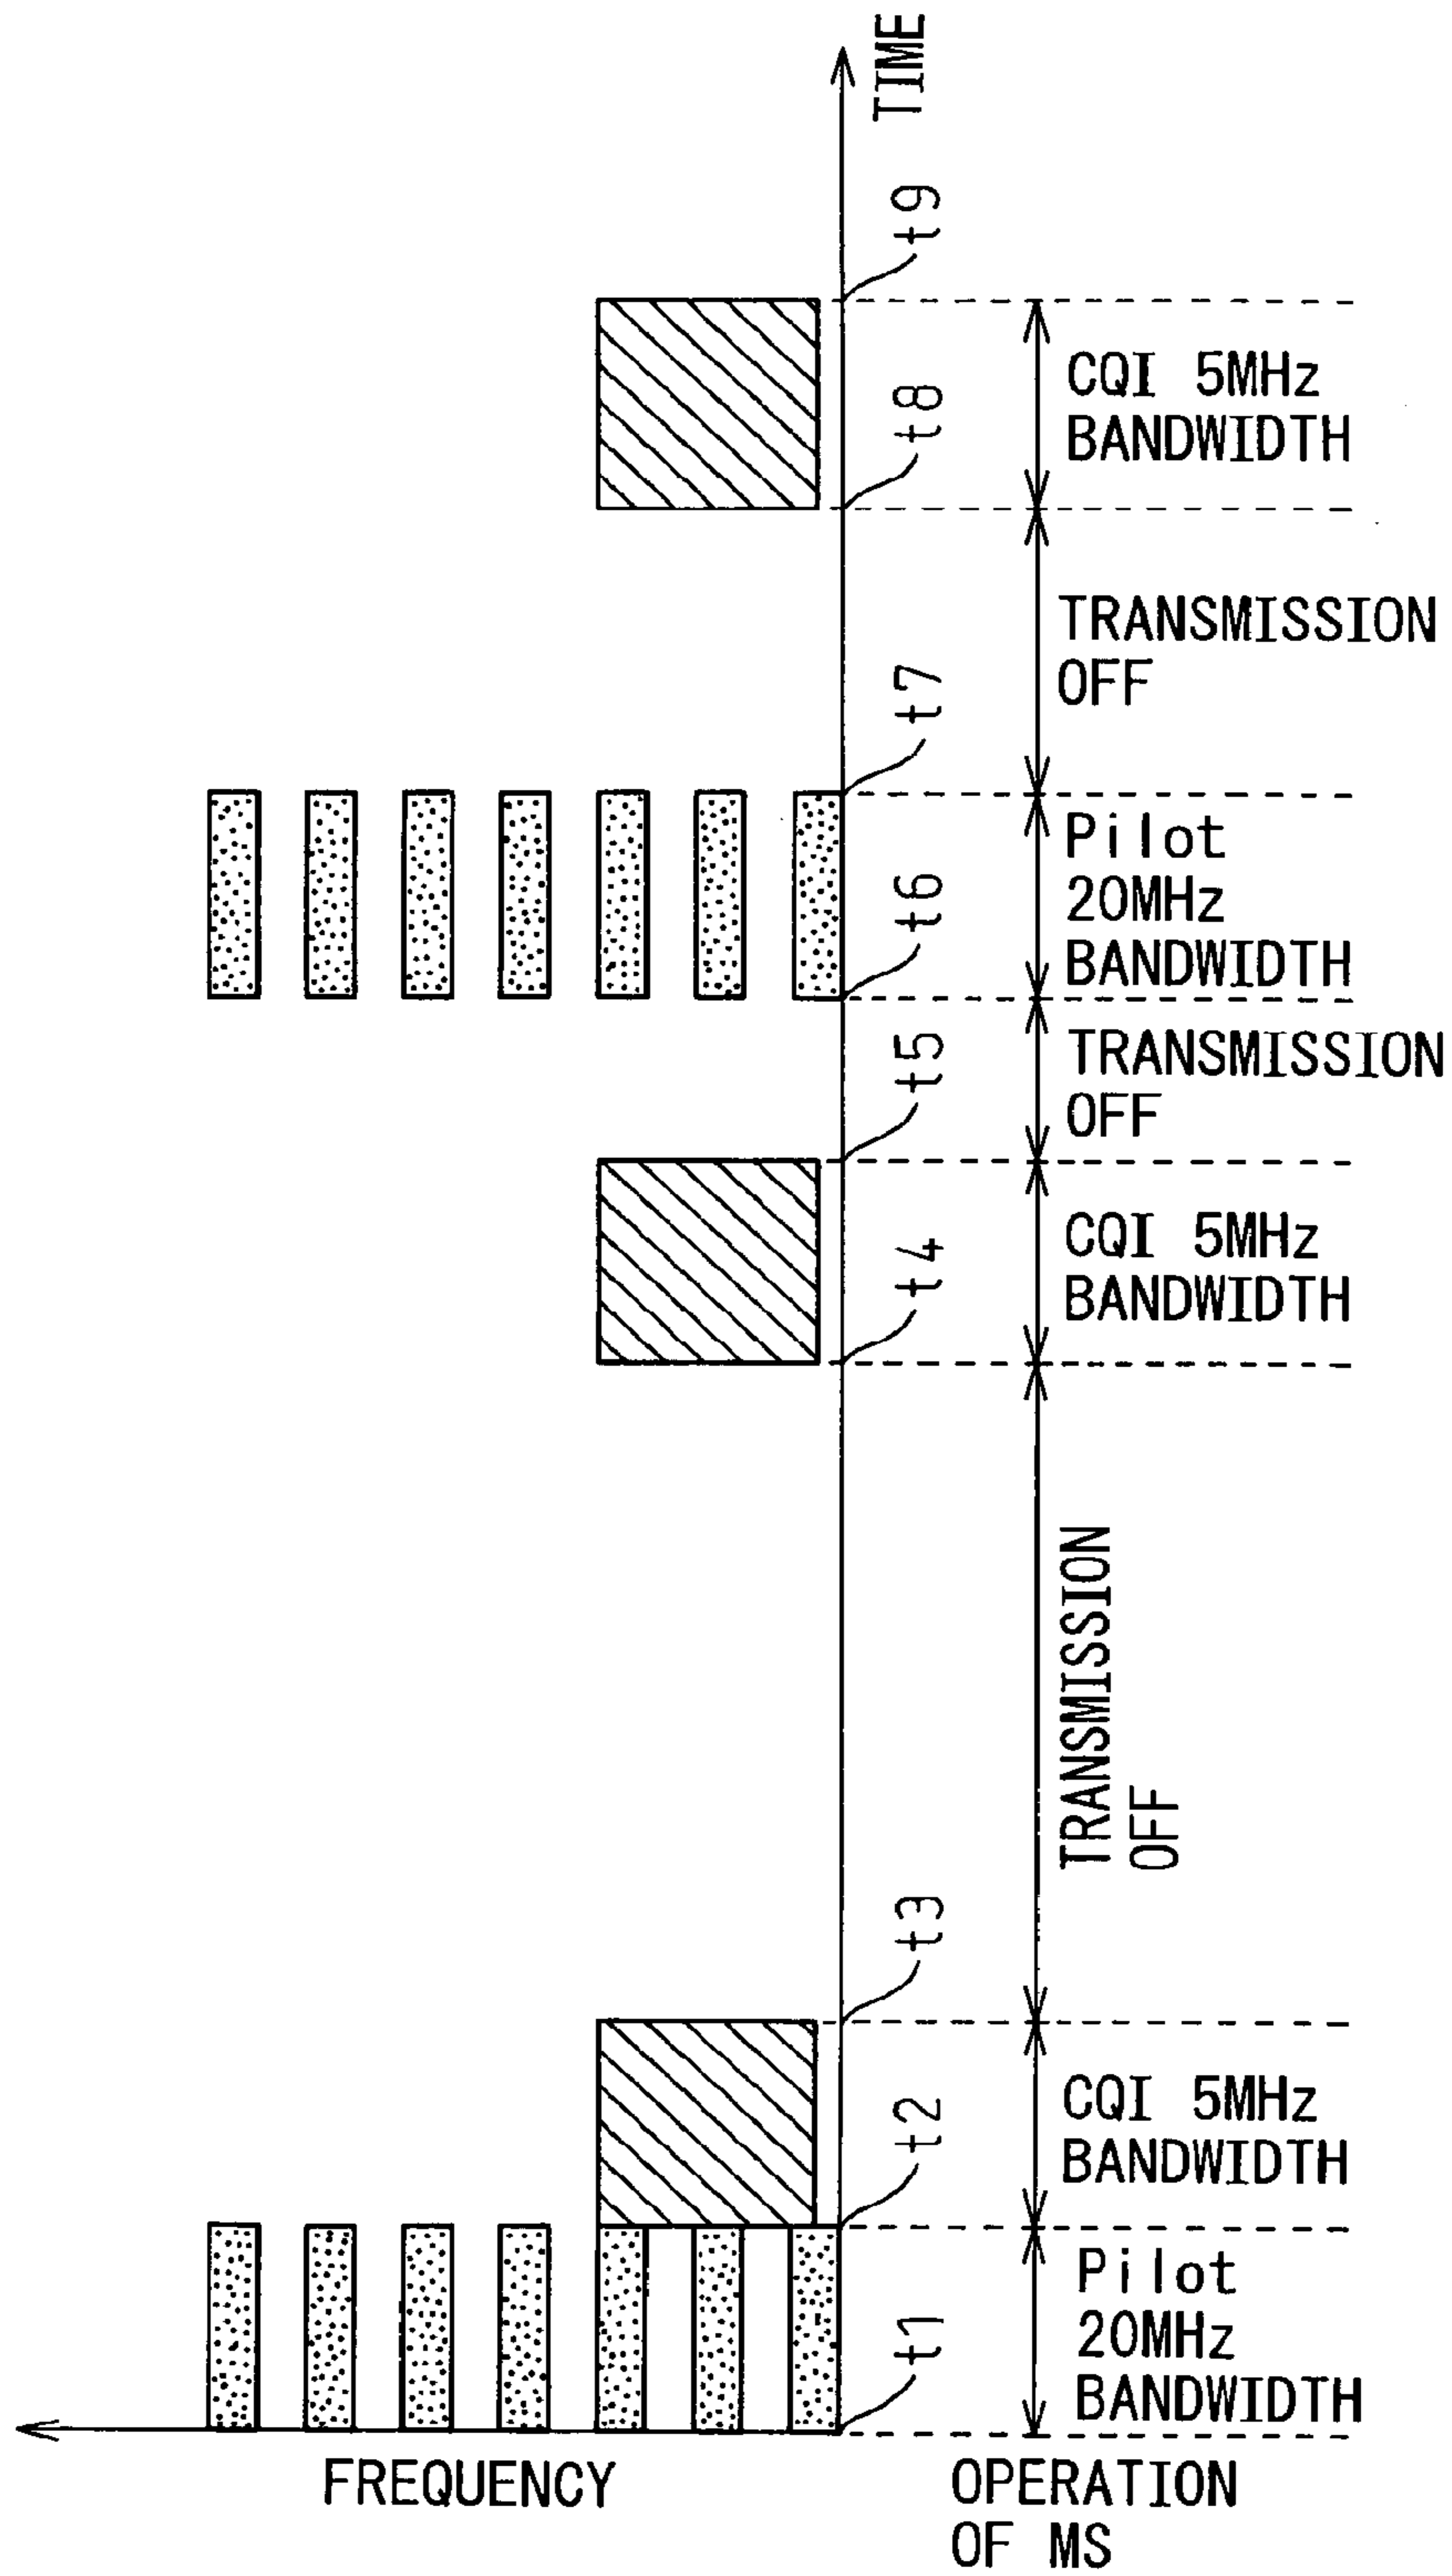 TIME
t9
CQI 5MHz
BANDWIDTH
t8
TRANSMISSION
OFF
t7
Pilot
20MHz
BANDWIDTH
t6
TRANSMISSION
OFF
t5
CQI 5MHz
BANDWIDTH
t4
TRANSMISSION
OFF
t3
CQI 5MHz
BANDWIDTH
t2
Pilot
20MHz
BANDWIDTH
t1
FREQUENCY
OPERATION
OF MS